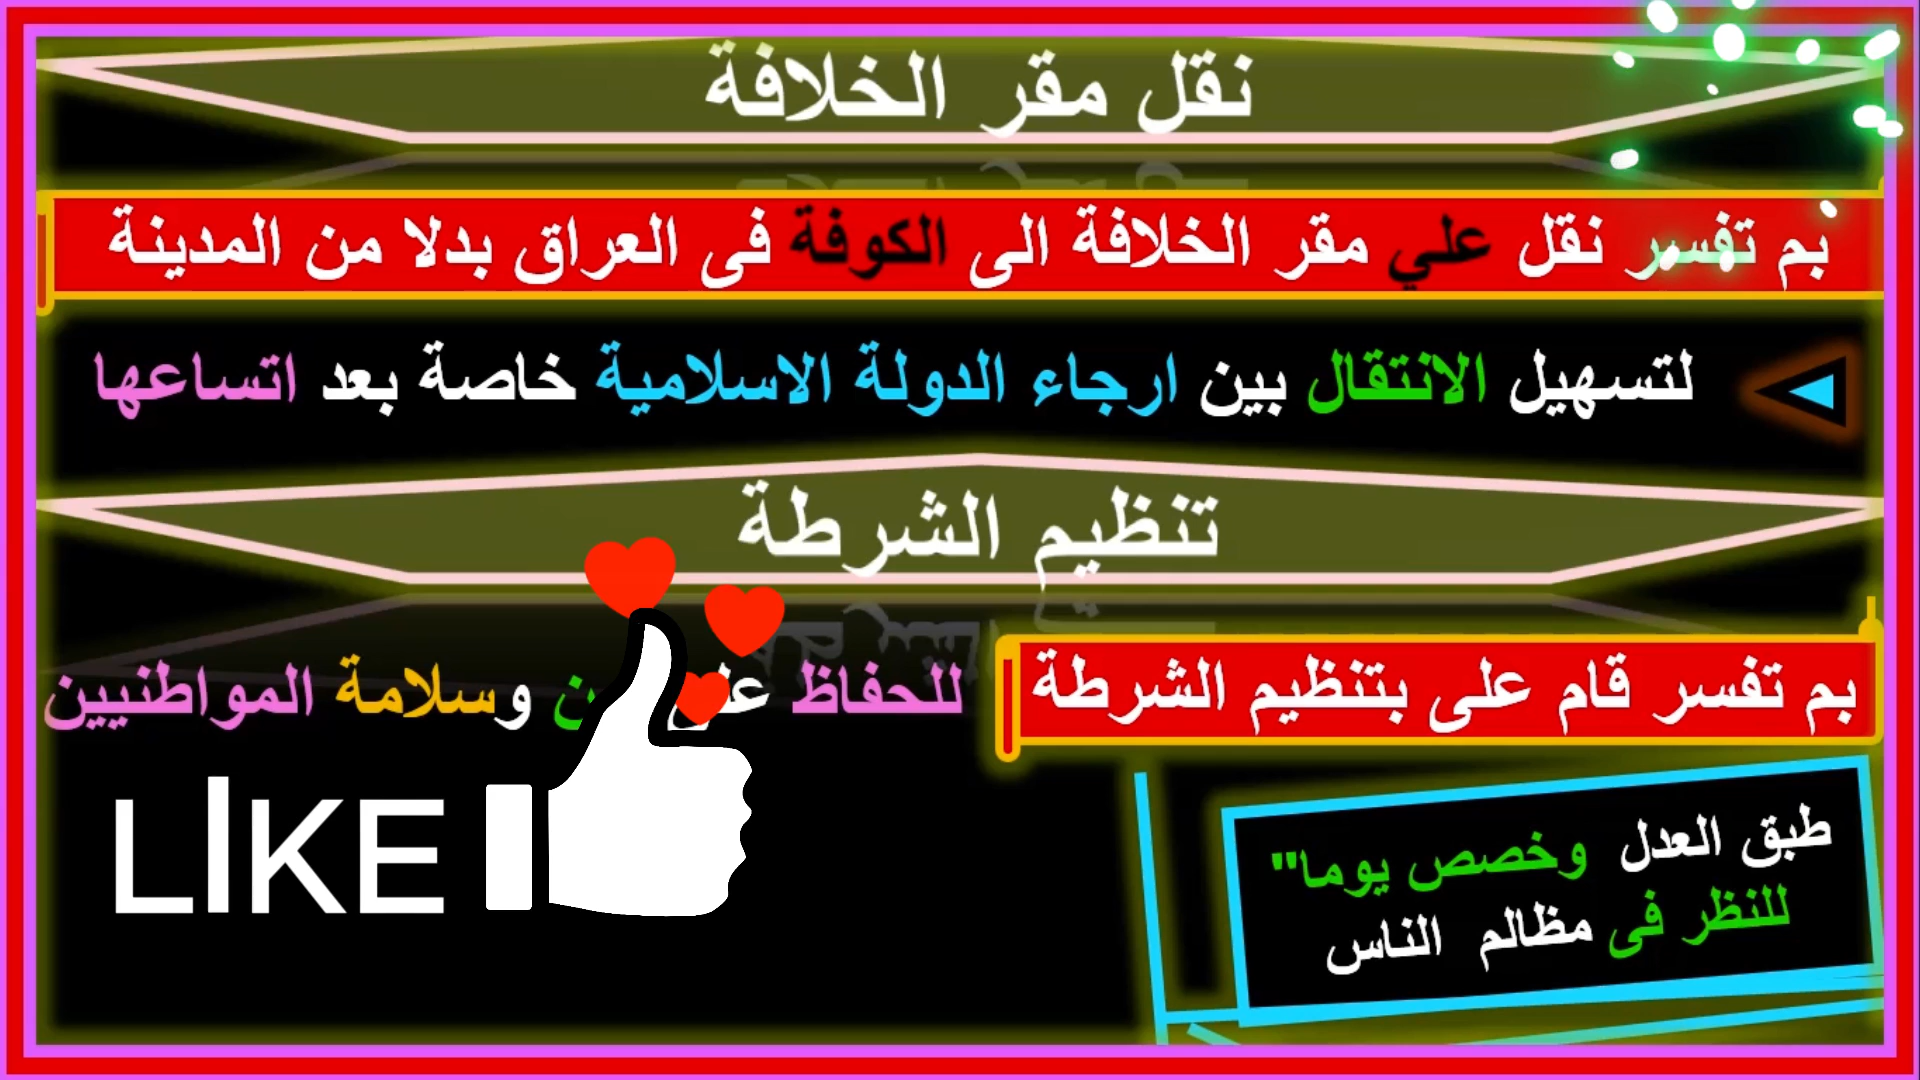 نقل مقر الخلافة
بم تفسر نقل علي مقر الخلافة الى الكوفة فى العراق بدلا من المدينة
لتسهيل الانتقال بين ارجاء الدولة الاسلامية خاصة بعد اتساعها
تنظيم الشرطة
بم تفسر قام على بتنظيم الشرطة
للحفاظ وسلامة المواطنيين
طبق العدل وخصص يوما"
للنظر فى مظالم الناس
LIKE